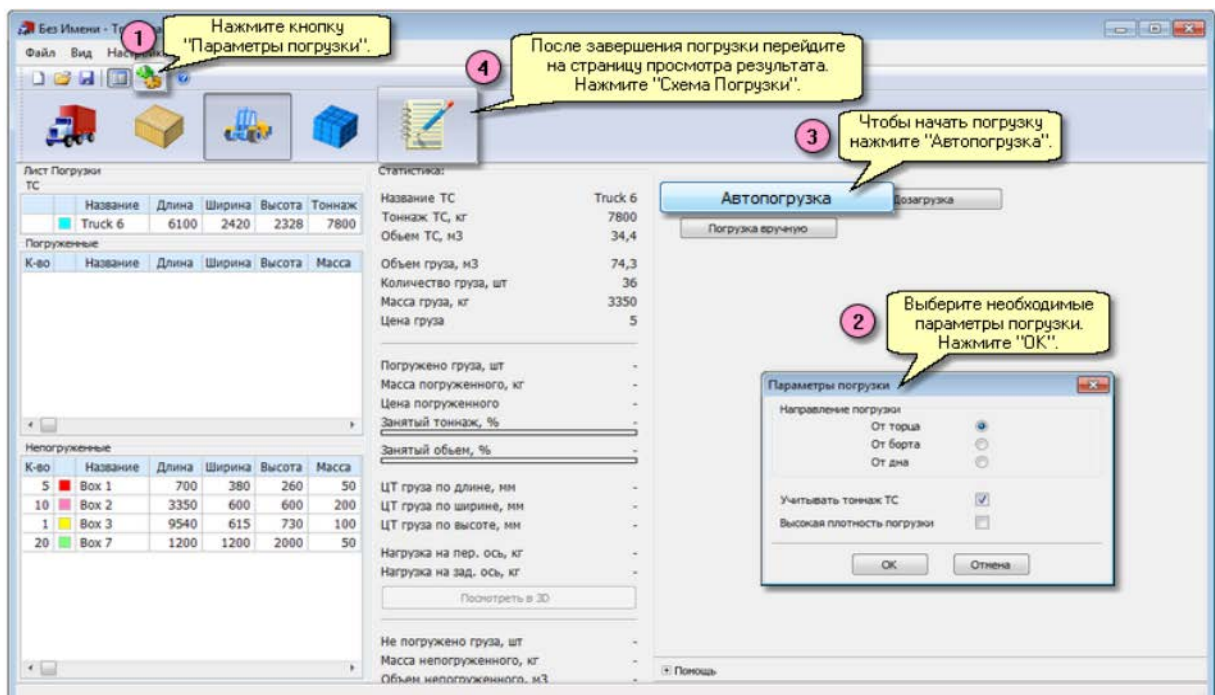 Без Имени - Тр
1
Нажмите кнопку
"Параметры погрузки".
Файл Вид
4
После завершения погрузки перейдите
на страницу просмотра результата.
Нажмите "Схема Погрузки".
3
Чтобы начать погрузку
нажмите "Автопогрузка".
Лист Погрузки
ТС
Название Длина Ширина Высота Тоннаж
Truck 6 6100 2420 2328 7800
Погруженные
К-во Название Длина Ширина Высота Масса
Непогруженные
К-во Название Длина Ширина Высота Масса
5 Box 1 700 380 260 50
10 Box 2 3350 600 600 200
1 Box 3 9540 615 730 100
20 Box 7 1200 1200 2000 50
Статистика:
Название ТС Truck 6
Тоннаж ТС, кг 7800
Объем ТС, м3 34,4
Объем груза, м3 74,3
Количество груза, шт 36
Масса груза, кг 3350
Цена груза 5
Погружено груза, шт -
Масса погруженного, кг -
Цена погруженного -
Занятый тоннаж, % -
Занятый объем, % -
ЦТ груза по длине, мм -
ЦТ груза по ширине, мм -
ЦТ груза по высоте, мм -
Нагрузка на пер. ось, кг -
Нагрузка на зад. ось, кг -
Посмотреть в 3D
Не погружено груза, шт -
Масса непогруженного, кг -
Объем непогруженного, м3 -
Автопогрузка
Дозагрузка
Погрузка вручную
2
Выберите необходимые
параметры погрузки.
Нажмите "ОК".
Параметры погрузки
Направление погрузки
От торца
От борта
От дна
Учитывать тоннаж ТС
Высокая плотность погрузки
ОК Отмена
Помощь